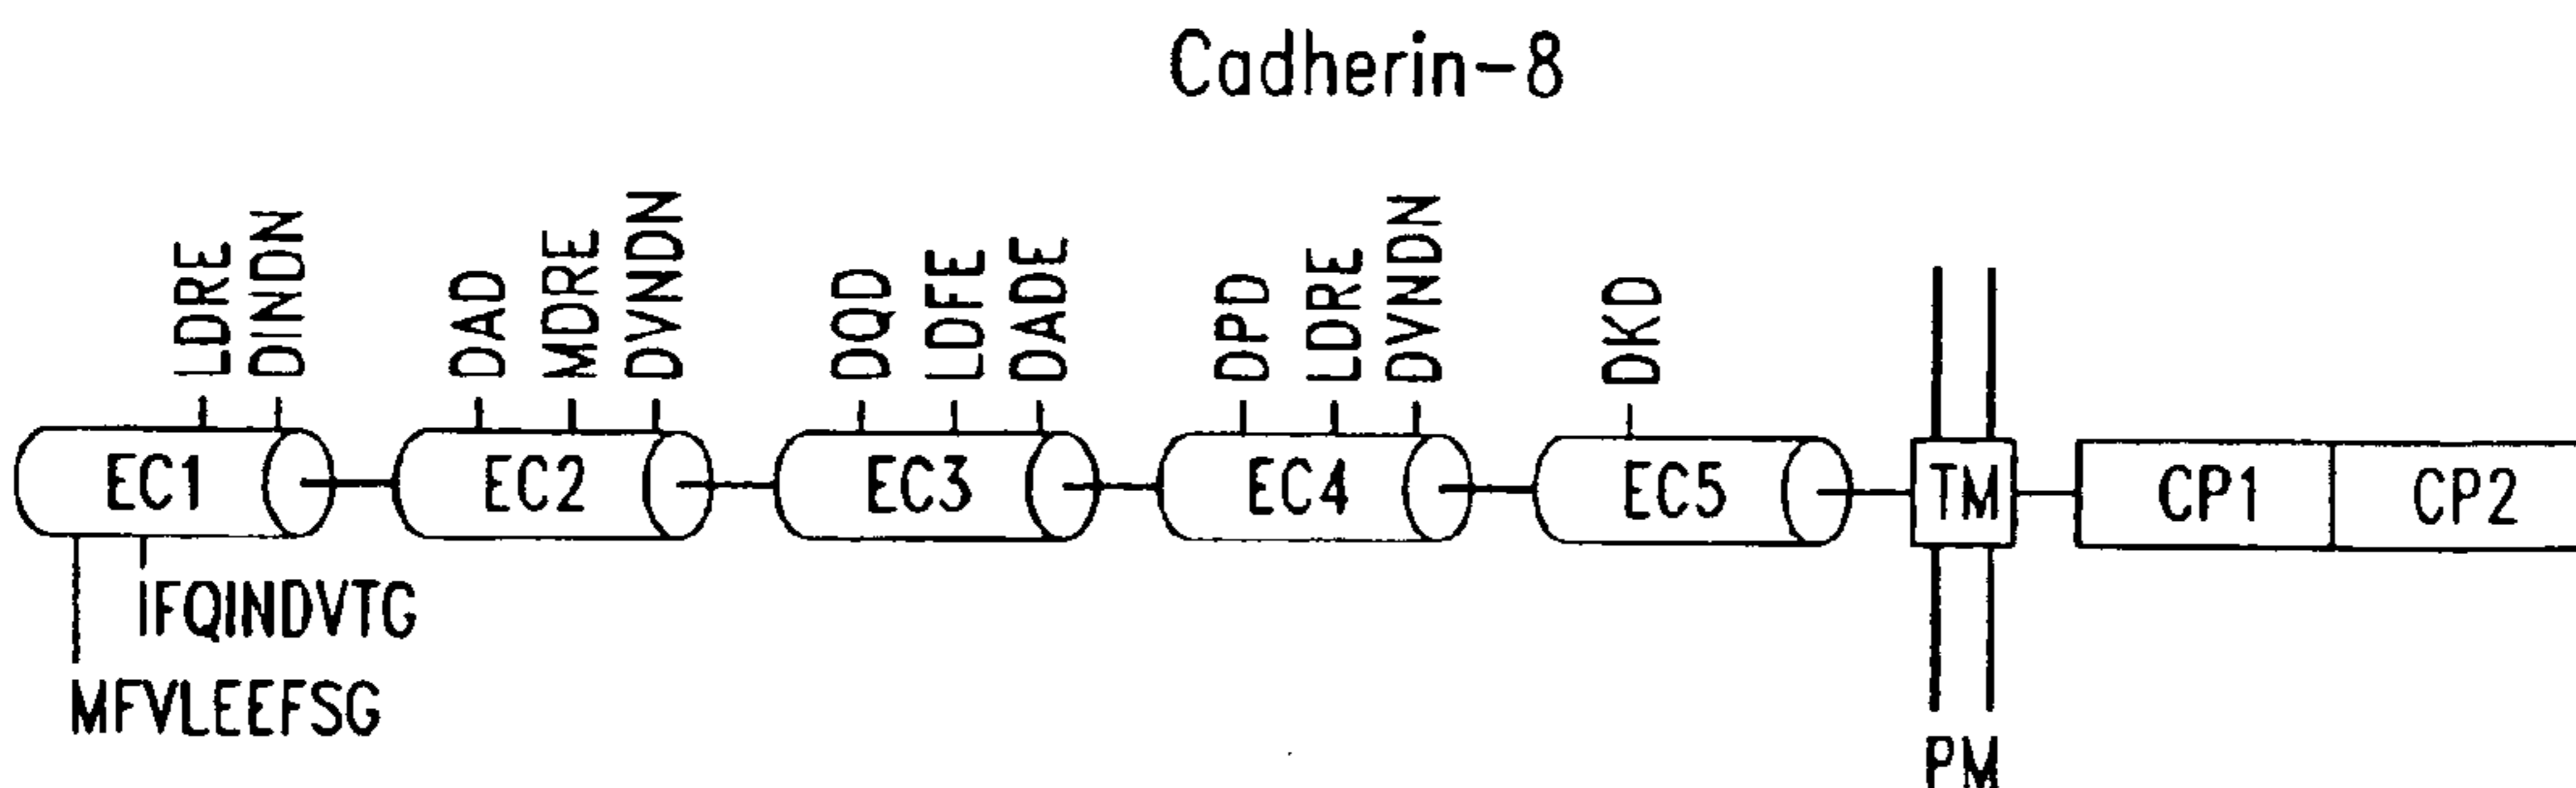 Cadherin-8
LDRE
DINDN
DAD
MDRE
DVNDN
DQD
LDFE
DADE
DPD
LDRE
DVNDN
DKD
EC1
EC2
EC3
EC4
EC5
TM
CP1
CP2
IFQINDVTG
MFVLEEFSG
PM